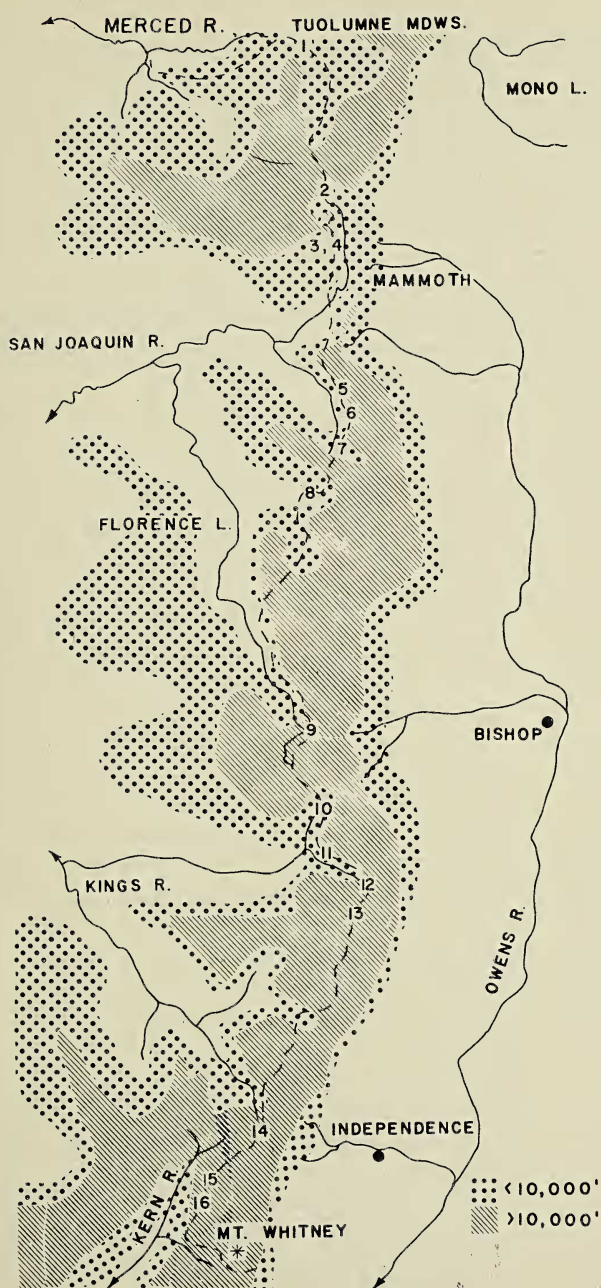 MERCED R.
TUOLUMNE MDWS.
1
MONO L.
2
3, 4
MAMMOTH
SAN JOAQUIN R.
5
6
7
8
FLORENCE L.
9
BISHOP
10
11
KINGS R.
12
13
OWENS R.
14
INDEPENDENCE
15
<10,000'
KERN R.
16
>10,000'
MT. WHITNEY